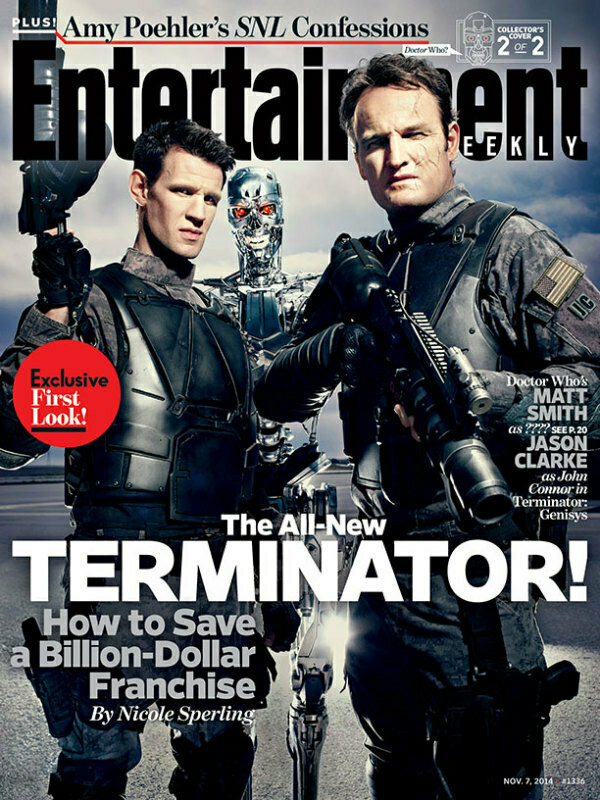 PLUS!
Amy Poehler's SNL Confessions
Doctor Who?
COLLECTOR'S
COVER
2 OF 2
Entertainment
WEEKLY
UC
Exclusive
First
Look!
Doctor Who's
MATT
SMITH
as ???? SEE P. 20
JASON
CLARKE
as John
Connor in
Terminator:
Genisys
The All-New
TERMINATOR!
How to Save
a Billion-Dollar
Franchise
By Nicole Sperling
NOV. 7, 2014 #1336